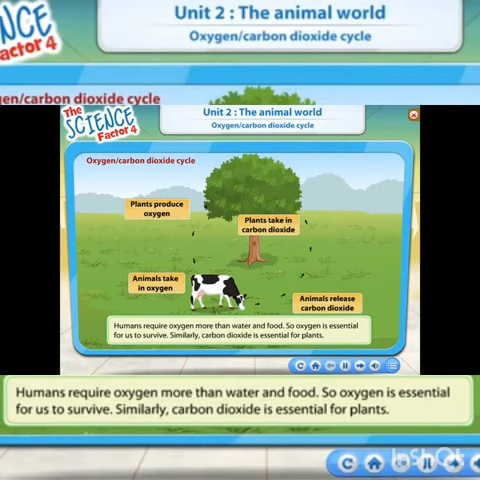 ENCE
actor 4
Unit 2 : The animal world
Oxygen/carbon dioxide cycle
en/carbon dioxide cycle
The
SCIENCE
Factor 4
Unit 2 : The animal world
Oxygen/carbon dioxide cycle
Oxygen/carbon dioxide cycle
Plants produce
oxygen
Plants take in
carbon dioxide
Animals take
in oxygen
Animals release
carbon dioxide
Humans require oxygen more than water and food. So oxygen is essential
for us to survive. Similarly, carbon dioxide is essential for plants.
Humans require oxygen more than water and food. So oxygen is essential
for us to survive. Similarly, carbon dioxide is essential for plants.
InShOt